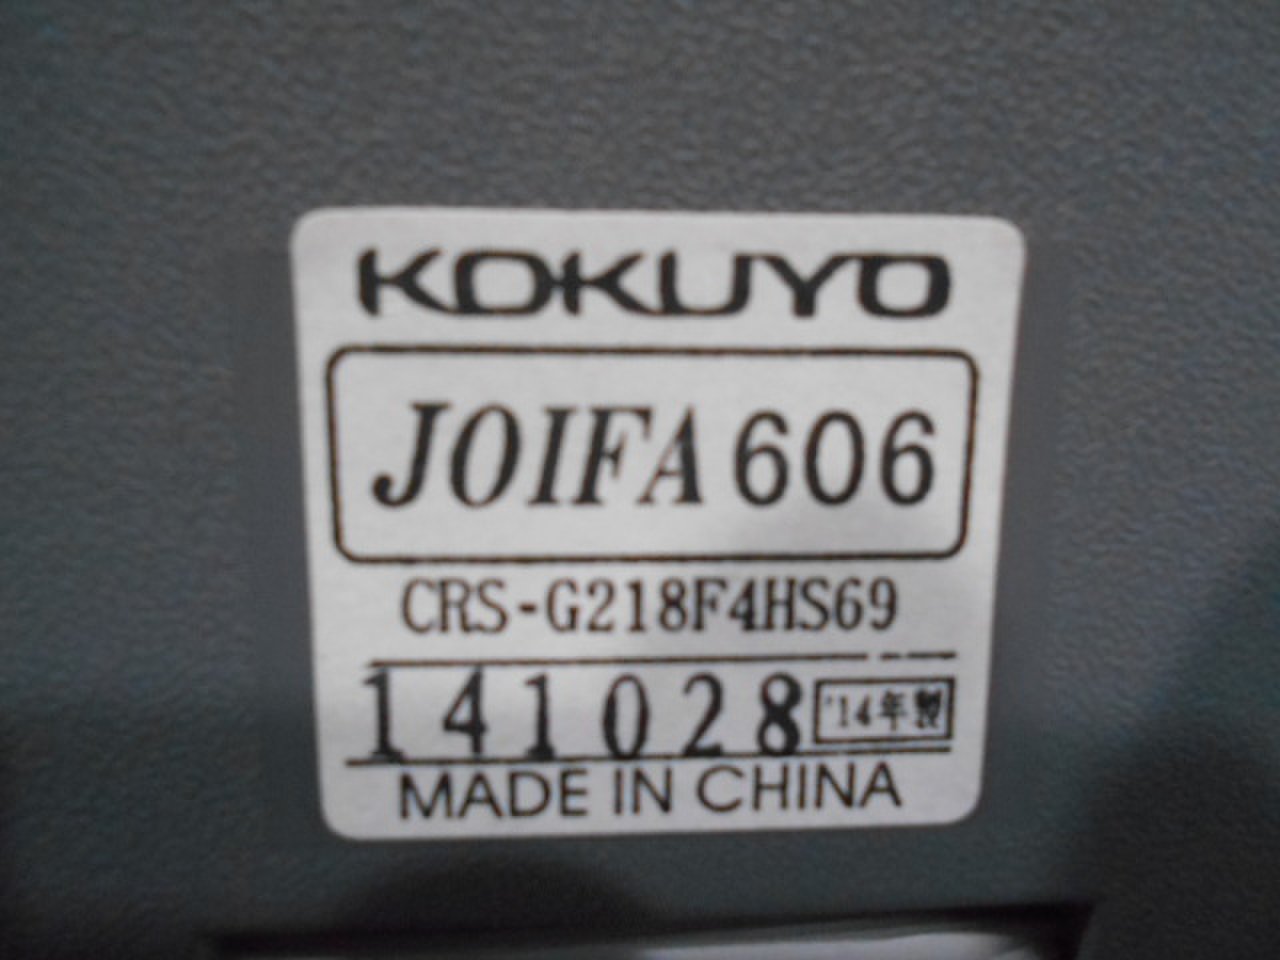 KOKUYO
JOIFA 606
CRS-G218F4HS69
141028 '14年製
MADE IN CHINA